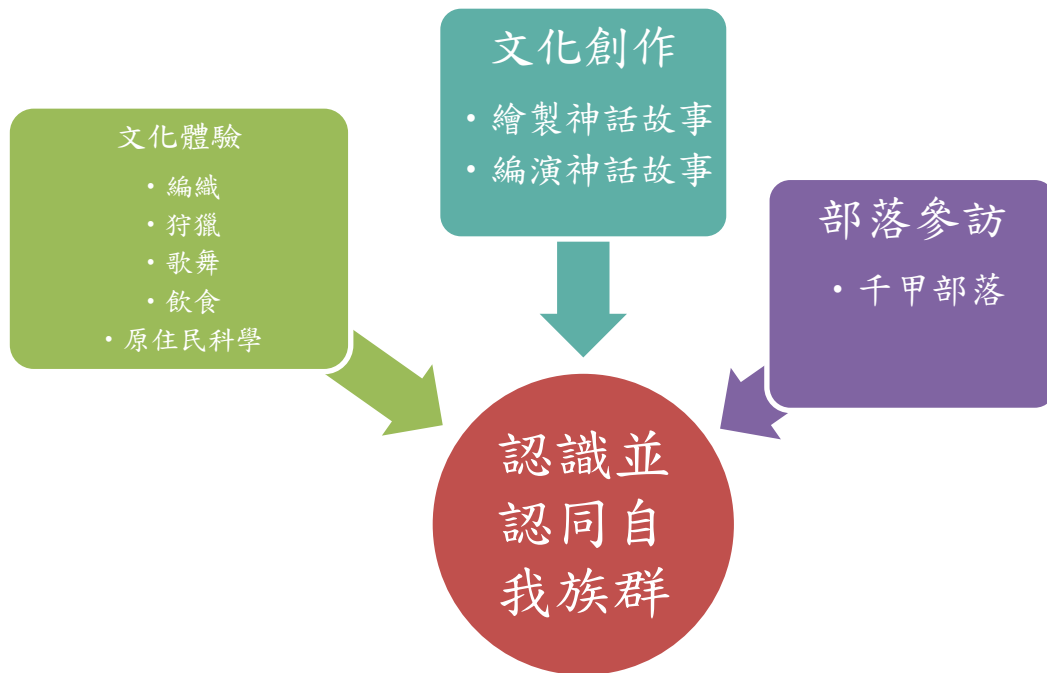 文化體驗
• 編織
• 狩獵
• 歌舞
• 飲食
• 原住民科學
文化創作
• 繪製神話故事
• 編演神話故事
部落參訪
• 千甲部落
認識並
認同自
我族群